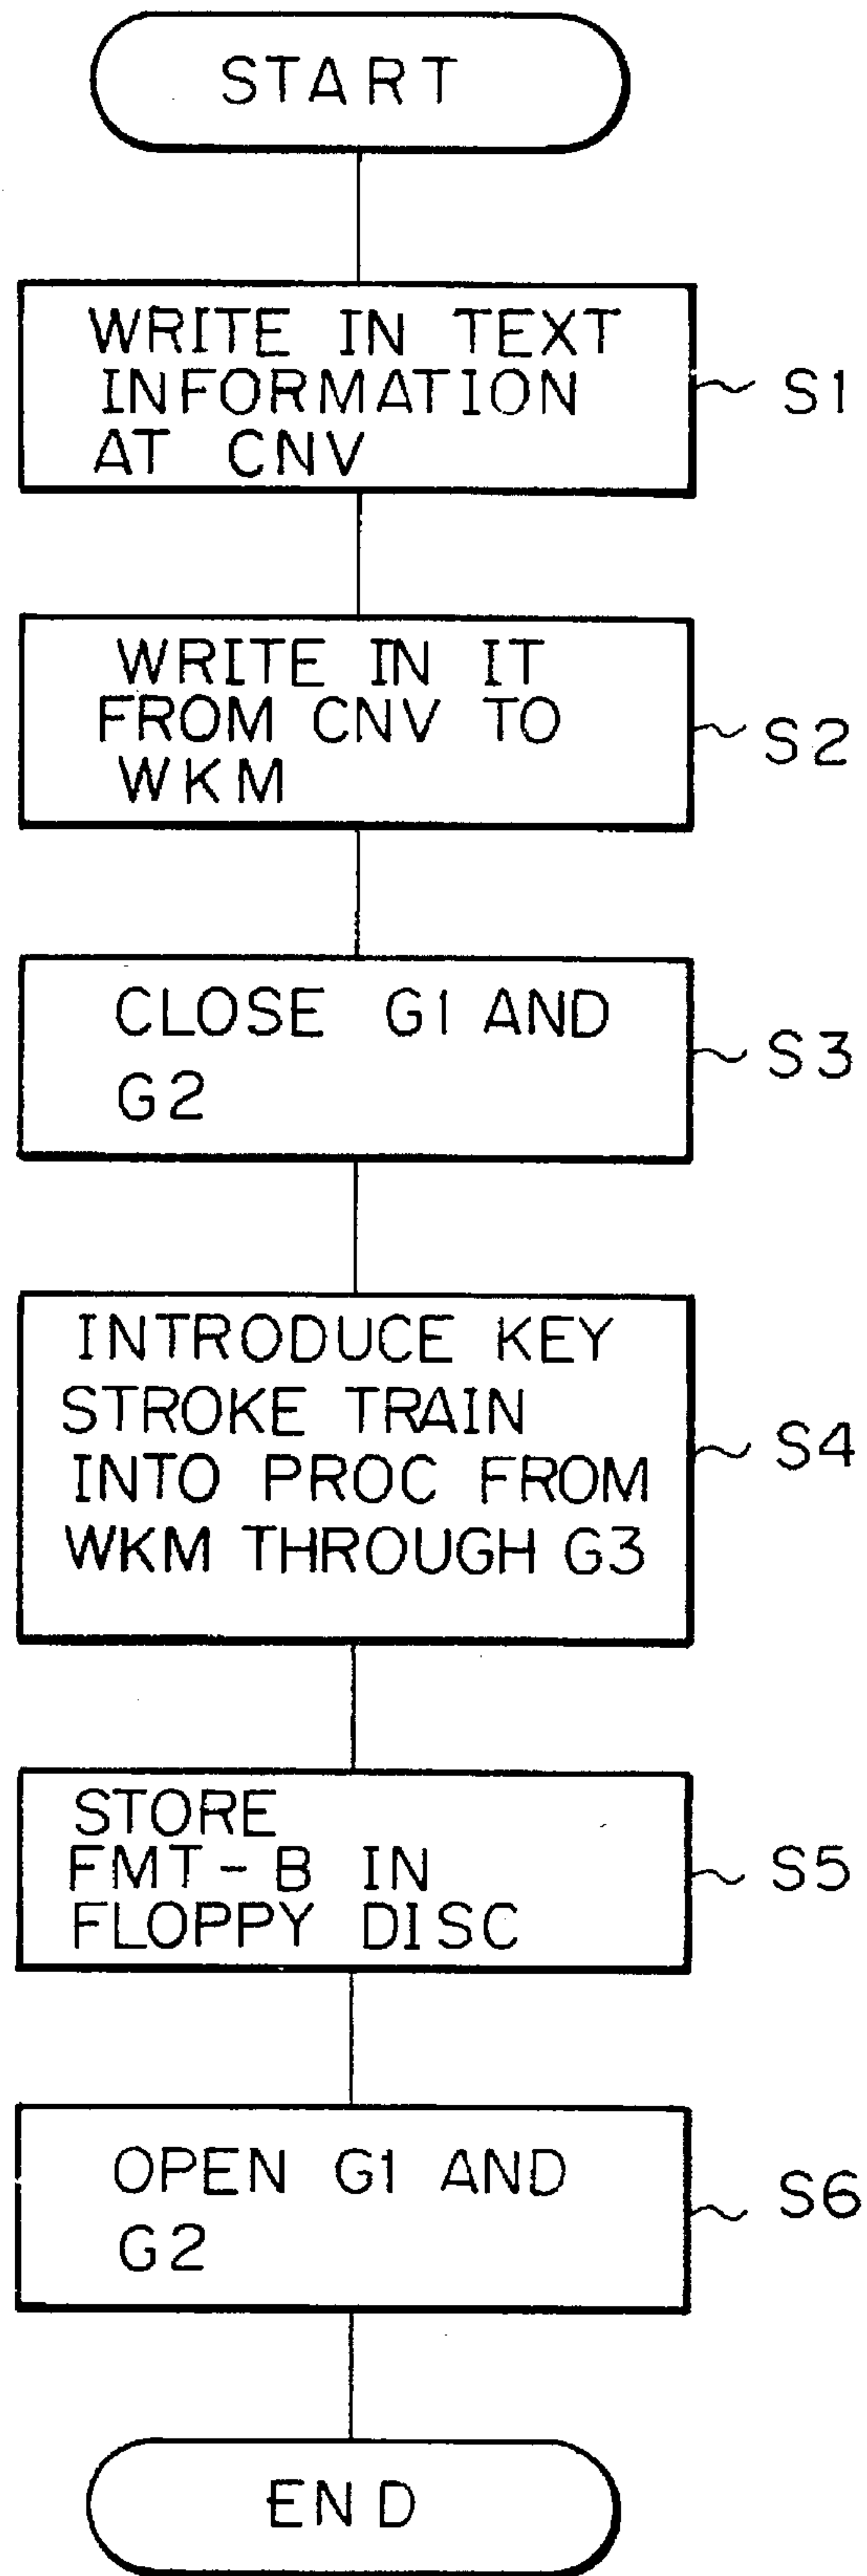 START
WRITE IN TEXT
INFORMATION
AT CNV
S1
WRITE IN IT
FROM CNV TO
WKM
S2
CLOSE G1 AND
G2
S3
INTRODUCE KEY
STROKE TRAIN
INTO PROC FROM
WKM THROUGH G3
S4
STORE
FMT-B IN
FLOPPY DISC
S5
OPEN G1 AND
G2
S6
END